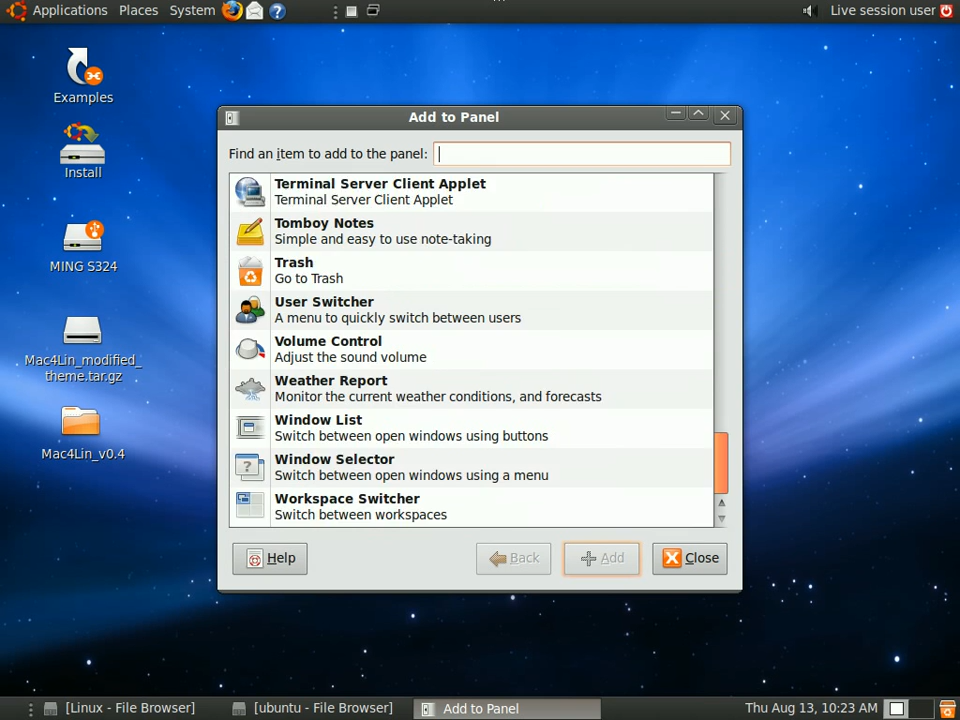 Applications Places System Live session user
Examples
Install
MING S324
Mac4Lin_modified_
theme.tar.gz
Mac4Lin_v0.4
Add to Panel
Find an item to add to the panel:
Terminal Server Client Applet
Terminal Server Client Applet
Tomboy Notes
Simple and easy to use note-taking
Trash
Go to Trash
User Switcher
A menu to quickly switch between users
Volume Control
Adjust the sound volume
Weather Report
Monitor the current weather conditions, and forecasts
Window List
Switch between open windows using buttons
Window Selector
Switch between open windows using a menu
Workspace Switcher
Switch between workspaces
Help Back Add Close
[Linux - File Browser] [ubuntu - File Browser] Add to Panel Thu Aug 13, 10:23 AM